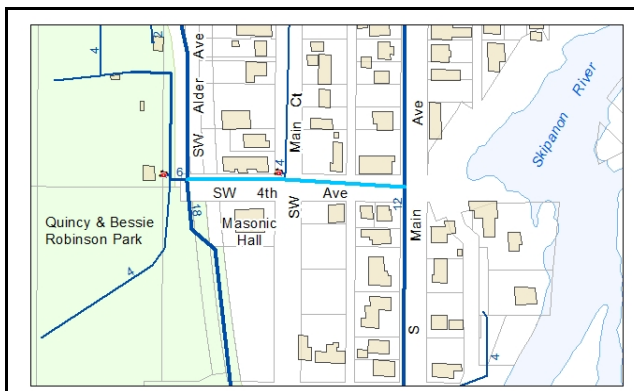 4
2
SW Alder Ave
Main Ct
Ave
Skipanon River
6
4
SW 4th Ave
18
SW
12
Quincy & Bessie
Robinson Park
Masonic
Hall
Main
4
S
4